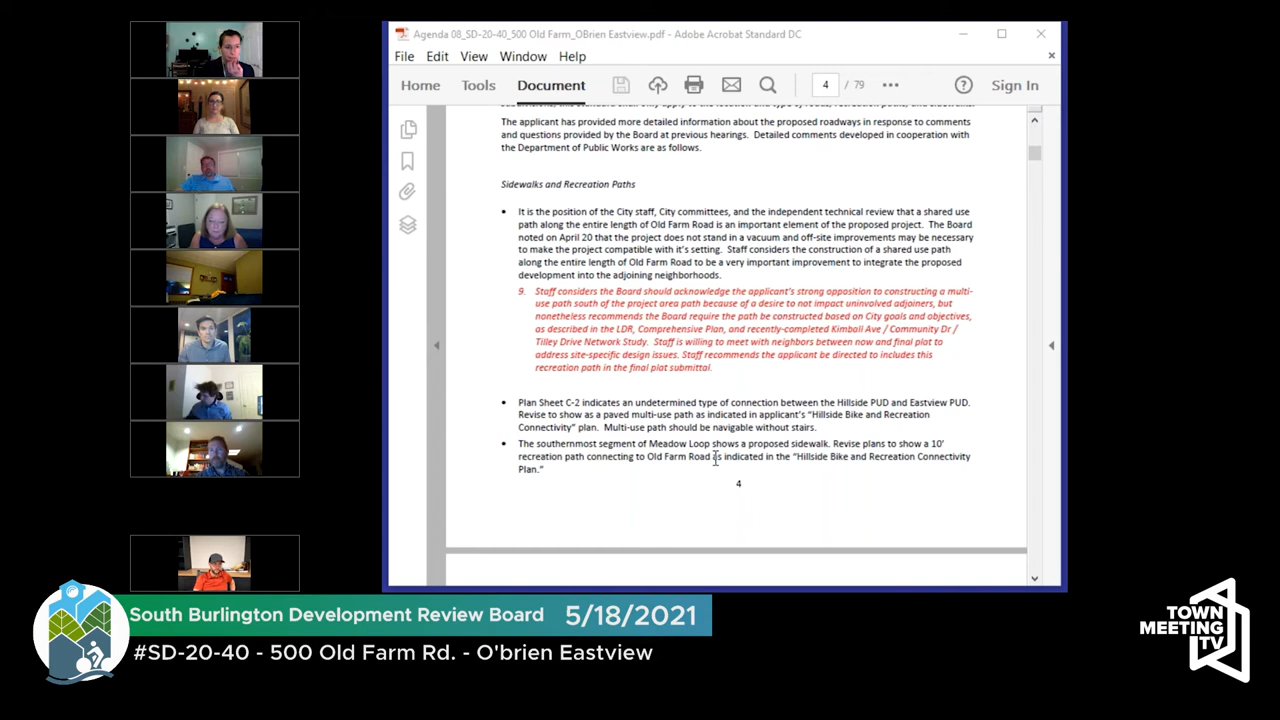 Agenda 08_SD-20-40_500 Old Farm_OBrien Eastview.pdf - Adobe Acrobat Standard DC
File Edit View Window Help
Home Tools Document 4 / 79 Sign In
The applicant has provided more detailed information about the proposed roadways in response to comments
and questions provided by the Board at previous hearings. Detailed comments developed in cooperation with
the Department of Public Works are as follows.
Sidewalks and Recreation Paths
• It is the position of the City staff, City committees, and the independent technical review that a shared use
path along the entire length of Old Farm Road is an important element of the proposed project. The Board
noted on April 20 that the project does not stand in a vacuum and off-site improvements may be necessary
to make the project compatible with it's setting. Staff considers the construction of a shared use path
along the entire length of Old Farm Road to be a very important improvement to integrate the proposed
development into the adjoining neighborhoods.
9. Staff considers the Board should acknowledge the applicant's strong opposition to constructing a multi-
use path south of the project area path because of a desire to not impact uninvolved adjoiners, but
nonetheless recommends the Board require the path be constructed based on City goals and objectives,
as described in the LDR, Comprehensive Plan, and recently-completed Kimball Ave / Community Dr /
Tilley Drive Network Study. Staff is willing to meet with neighbors between now and final plat to
address site-specific design issues. Staff recommends the applicant be directed to includes this
recreation path in the final plat submittal.
• Plan Sheet C-2 indicates an undetermined type of connection between the Hillside PUD and Eastview PUD.
Revise to show as a paved multi-use path as indicated in applicant's "Hillside Bike and Recreation
Connectivity" plan. Multi-use path should be navigable without stairs.
• The southernmost segment of Meadow Loop shows a proposed sidewalk. Revise plans to show a 10'
recreation path connecting to Old Farm Road as indicated in the "Hillside Bike and Recreation Connectivity
Plan."
4
South Burlington Development Review Board 5/18/2021
#SD-20-40 - 500 Old Farm Rd. - O'brien Eastview
TOWN
MEETING
TV